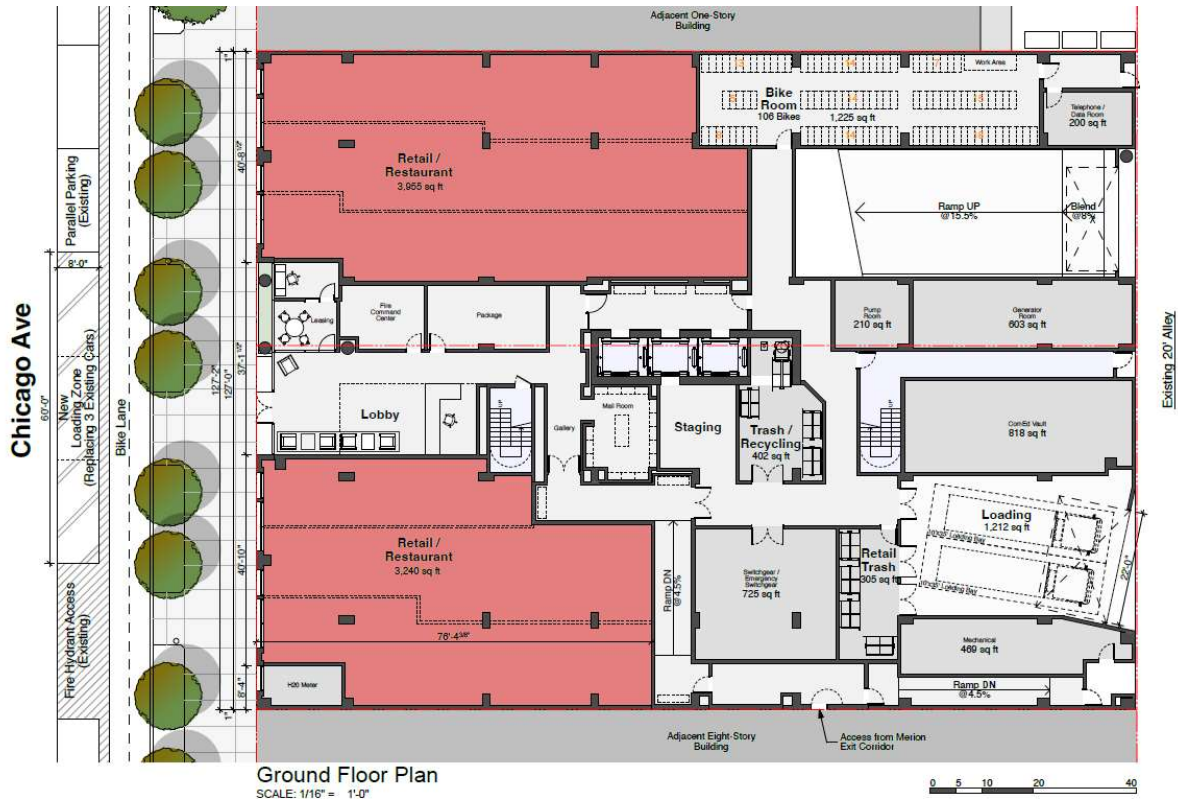 Adjacent One-Story
Building
Work Area
Bike
Room
106 Bikes
1,225 sq ft
Telephone /
Data Room
200 sq ft
1"
40'-8 1/2"
Retail /
Restaurant
3,955 sq ft
Ramp UP
@15.5%
Blend
@8%
Parallel Parking
(Existing)
8'-0"
Chicago Ave
60'-0"
New
Loading Zone
(Replacing 3 Existing Cars)
Bike Lane
Fire Hydrant Access
(Existing)
Leasing
Fire
Command
Center
Package
Pump
Room
210 sq ft
Generator
Room
603 sq ft
Existing 20' Alley
127'-2"
127'-0"
37'-1 1/2"
Lobby
UP
Gallery
Mail Room
Staging
Trash /
Recycling
402 sq ft
UP
ComEd Vault
818 sq ft
Loading
1,212 sq ft
Loading Bay
Loading Bay
22'-0"
40'-10"
Retail /
Restaurant
3,240 sq ft
76'-4 3/8"
Ramp DN
@4.5%
Switchgear /
Emergency
Switchgear
725 sq ft
Retail
Trash
305 sq ft
Mechanical
469 sq ft
8'-4"
H20 Meter
Ramp DN
@4.5%
1"
Adjacent Eight-Story
Building
Access from Merion
Exit Corridor
Ground Floor Plan
SCALE: 1/16" = 1'-0"
0 5 10 20 40